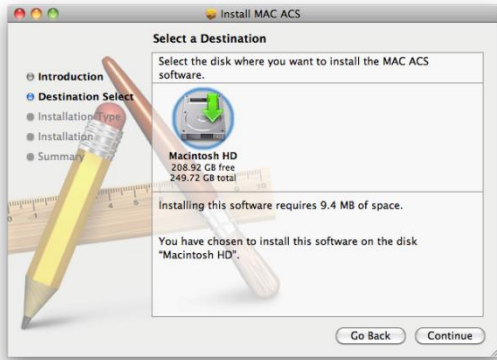 Install MAC ACS
Select a Destination
Introduction
Destination Select
Installation Type
Installation
Summary
Select the disk where you want to install the MAC ACS
software.
Macintosh HD
208.92 GB free
249.72 GB total
Installing this software requires 9.4 MB of space.
You have chosen to install this software on the disk
“Macintosh HD”.
Go Back
Continue